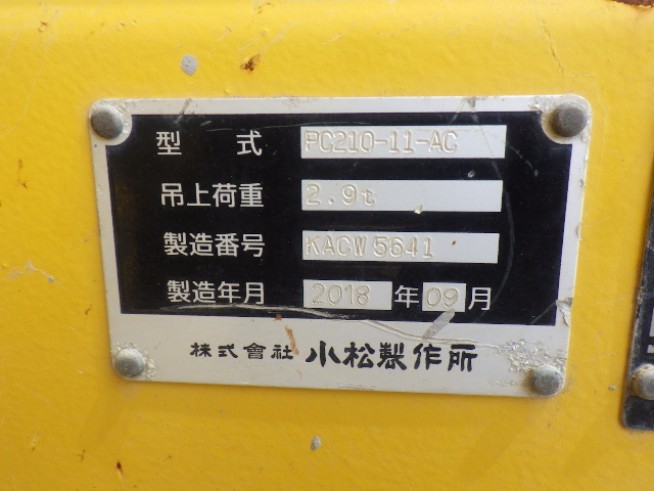 型 式 PC210-11-AC
吊上荷重 2.9t
製造番号 KACW5641
製造年月 2018 年 09 月
株式會社 小松製作所